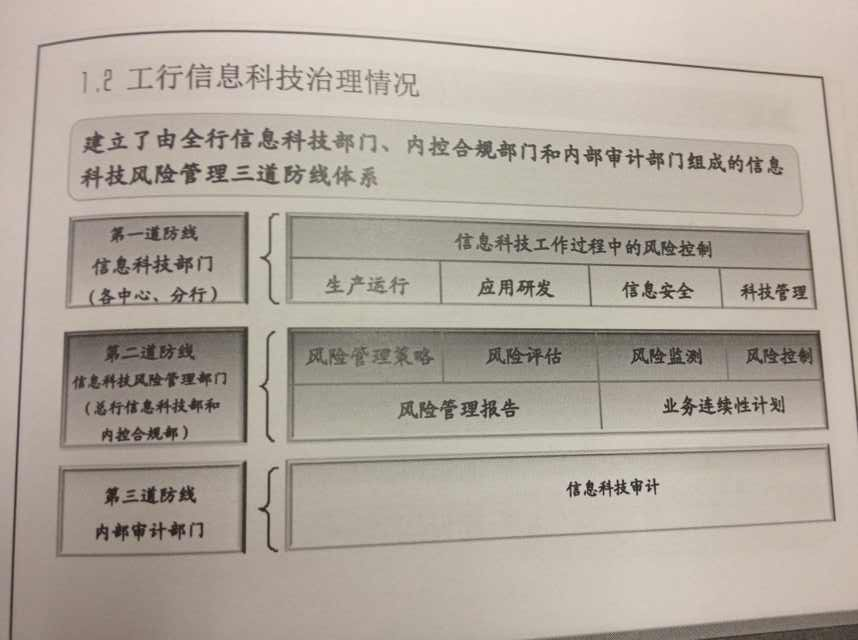 1.2 工行信息科技治理情况
建立了由全行信息科技部门、内控合规部门和内部审计部门组成的信息
科技风险管理三道防线体系
第一道防线
信息科技部门
(各中心、分行)
信息科技工作过程中的风险控制
生产运行 应用研发 信息安全 科技管理
第二道防线
信息科技风险管理部门
(总行信息科技部和
内控合规部)
风险管理策略 风险评估 风险监测 风险控制
风险管理报告 业务连续性计划
第三道防线
内部审计部门
信息科技审计